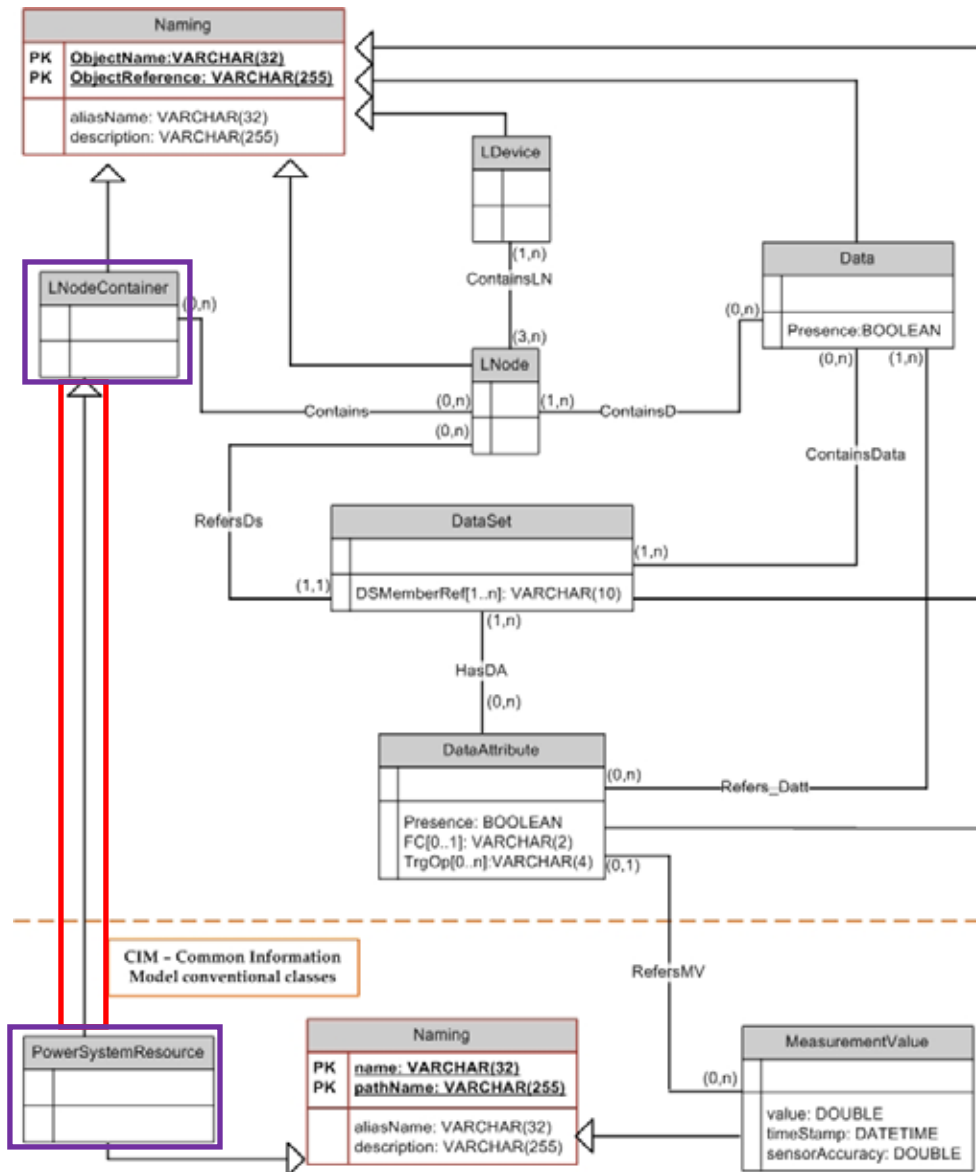 Naming
PK ObjectName:VARCHAR(32)
PK ObjectReference: VARCHAR(255)
aliasName: VARCHAR(32)
description: VARCHAR(255)
LDevice
(1,n)
ContainsLN
(3,n)
Data
Presence:BOOLEAN
(0,n)
(0,n)
(1,n)
LNodeContainer
(0,n)
LNode
Contains
(0,n)
(1,n)
ContainsD
(0,n)
ContainsData
RefersDs
DataSet
(1,n)
(1,1)
DSMemberRef[1..n]: VARCHAR(10)
(1,n)
HasDA
(0,n)
DataAttribute
(0,n)
Refers_Datt
Presence: BOOLEAN
FC[0..1]: VARCHAR(2)
TrgOp[0..n]:VARCHAR(4)
(0,1)
CIM – Common Information
Model conventional classes
RefersMV
PowerSystemResource
Naming
PK name: VARCHAR(32)
PK pathName: VARCHAR(255)
aliasName: VARCHAR(32)
description: VARCHAR(255)
MeasurementValue
(0,n)
value: DOUBLE
timeStamp: DATETIME
sensorAccuracy: DOUBLE